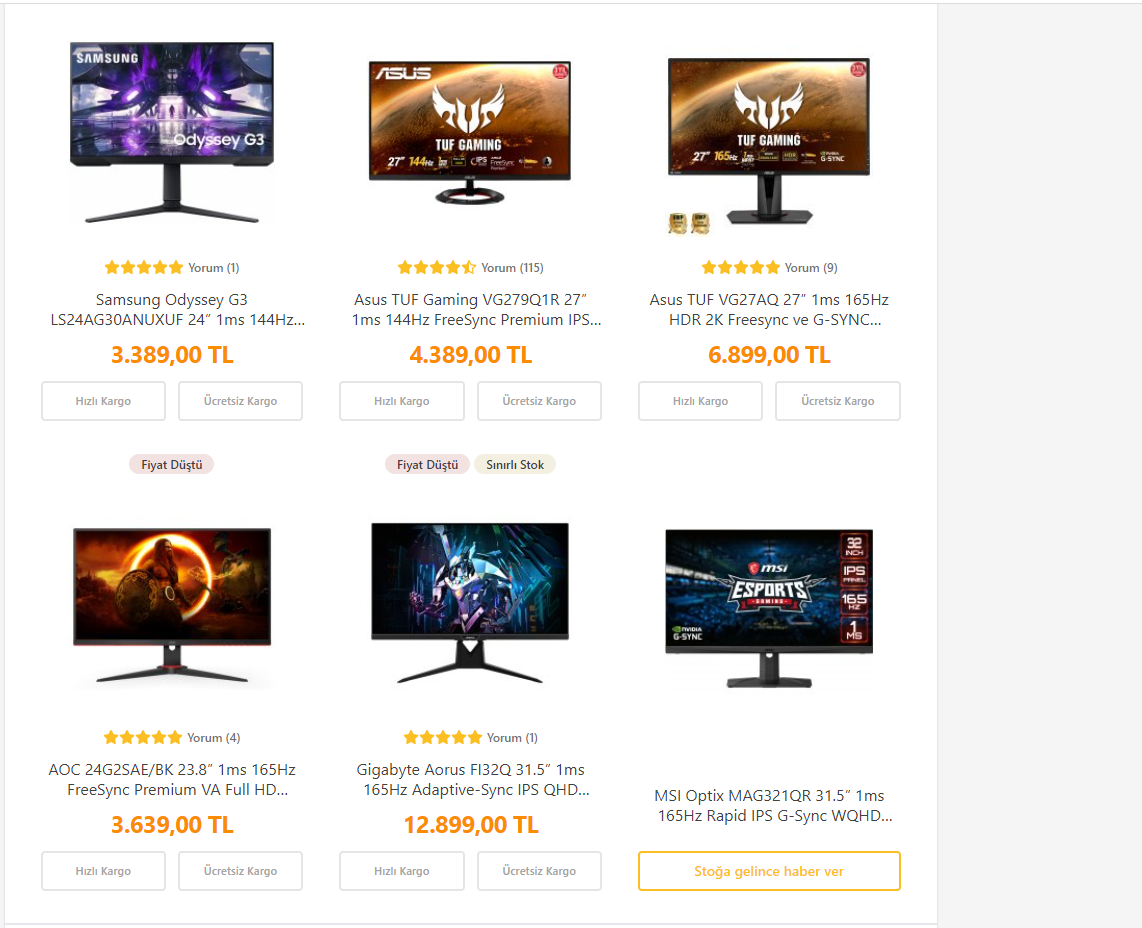 SAMSUNG
Odyssey G3
ASUS
TUF GAMING
27" 144Hz
IPS
FreeSync
TUF GAMING
27" 165Hz
HDR
G-SYNC
Yorum (1)
Yorum (115)
Yorum (9)
Samsung Odyssey G3
LS24AG30ANUXUF 24” 1ms 144Hz...
Asus TUF Gaming VG279Q1R 27”
1ms 144Hz FreeSync Premium IPS...
Asus TUF VG27AQ 27” 1ms 165Hz
HDR 2K Freesync ve G-SYNC...
3.389,00 TL
4.389,00 TL
6.899,00 TL
Hızlı Kargo
Ücretsiz Kargo
Hızlı Kargo
Ücretsiz Kargo
Hızlı Kargo
Ücretsiz Kargo
Fiyat Düştü
Fiyat Düştü
Sınırlı Stok
msi
ESPORTS
GAMING
NVIDIA
G-SYNC
32
INCH
IPS
PANEL
165
HZ
1
MS
Yorum (4)
Yorum (1)
AOC 24G2SAE/BK 23.8” 1ms 165Hz
FreeSync Premium VA Full HD...
Gigabyte Aorus FI32Q 31.5” 1ms
165Hz Adaptive-Sync IPS QHD...
MSI Optix MAG321QR 31.5” 1ms
165Hz Rapid IPS G-Sync WQHD...
3.639,00 TL
12.899,00 TL
Hızlı Kargo
Ücretsiz Kargo
Hızlı Kargo
Ücretsiz Kargo
Stoğa gelince haber ver